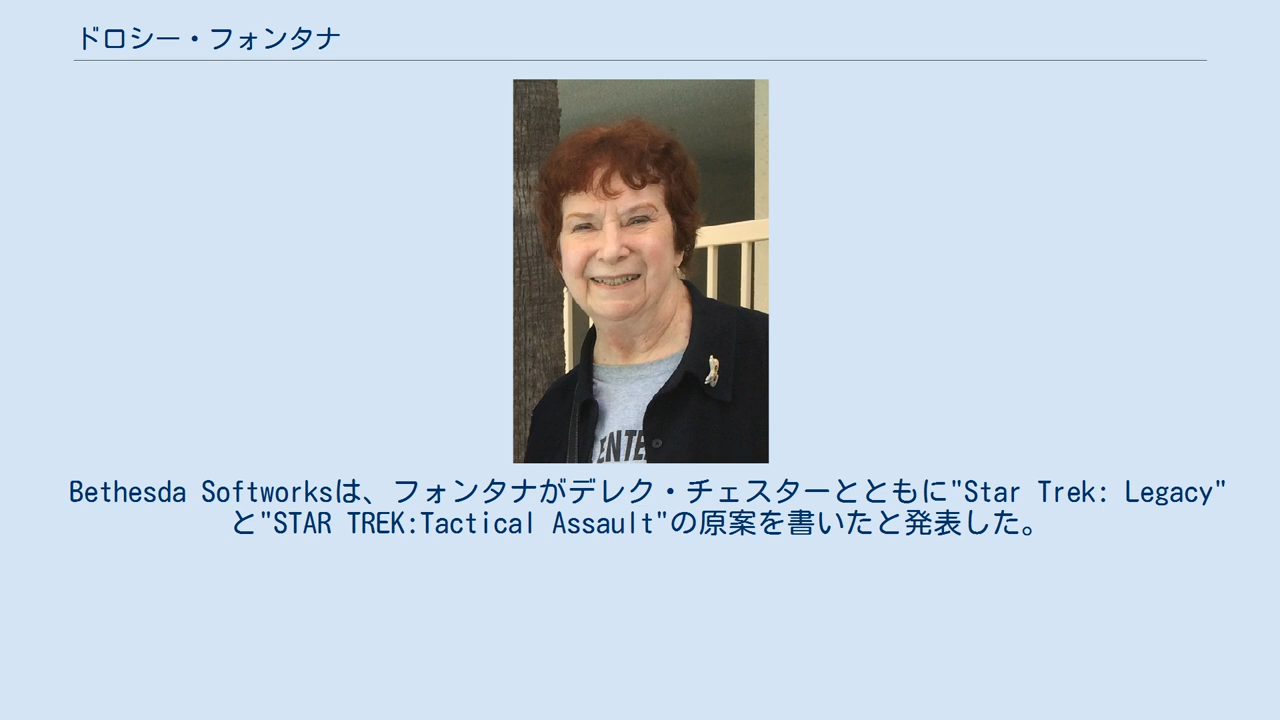 ドロシー・フォンタナ
ENTE
Bethesda Softworksは、フォンタナがデレク・チェスターとともに"Star Trek: Legacy"
と"STAR TREK:Tactical Assault"の原案を書いたと発表した。